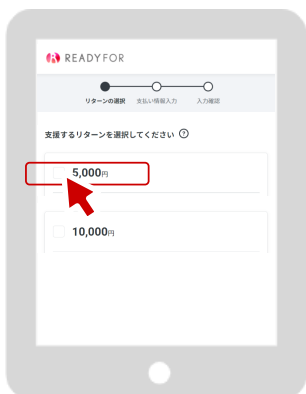 READYFOR
リターンの選択 支払い情報入力 入力確認
支援するリターンを選択してください ?
5,000円
10,000円